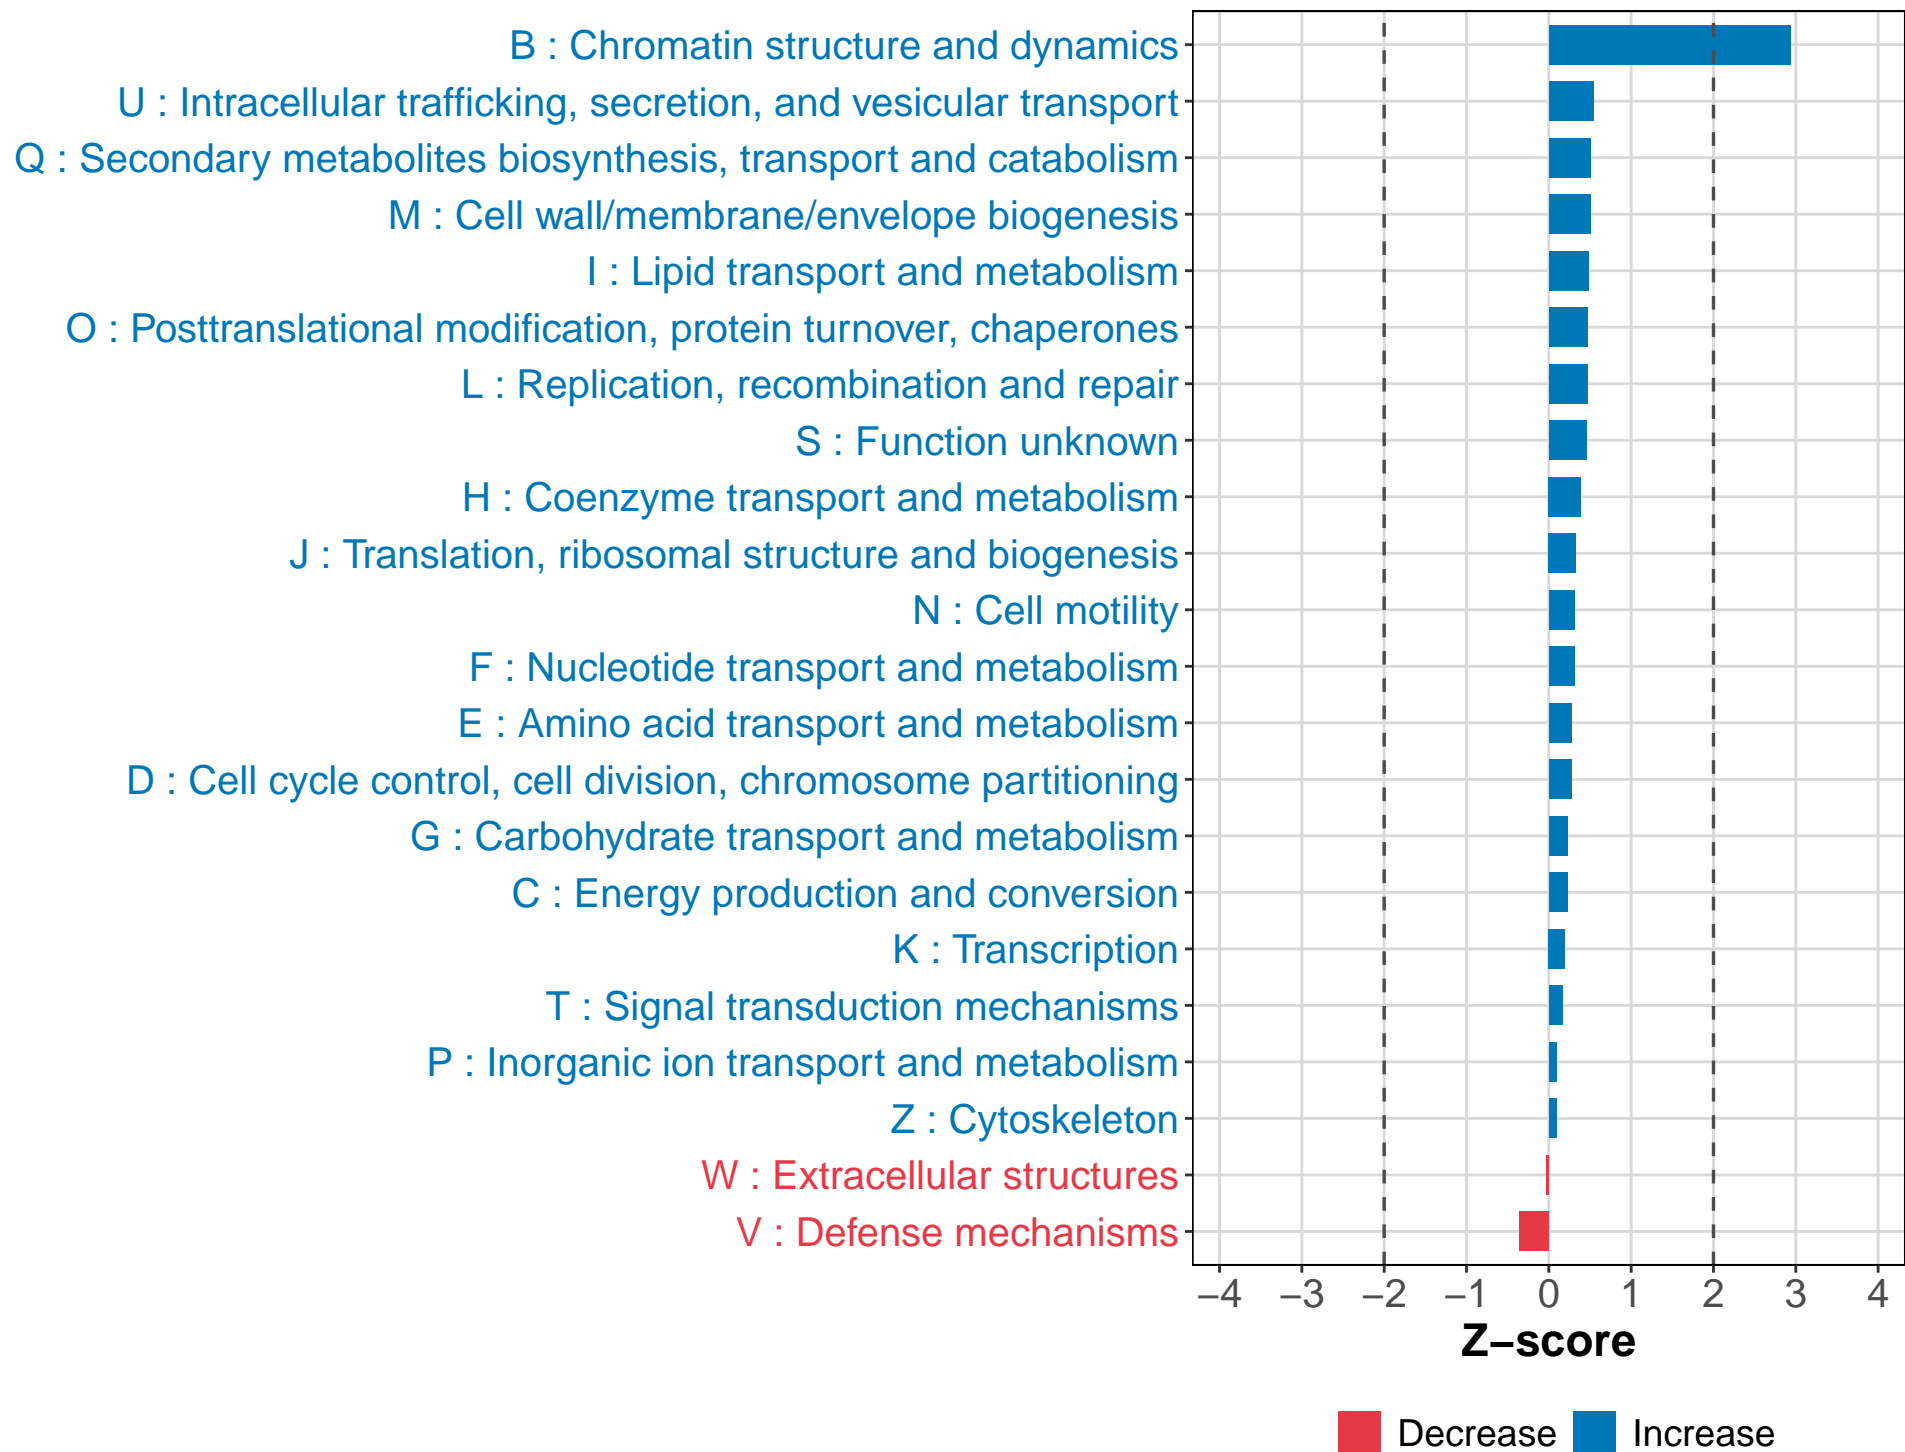 B : Chromatin structure and dynamics
U : Intracellular trafficking, secretion, and vesicular transport
Q : Secondary metabolites biosynthesis, transport and catabolism
M : Cell wall/membrane/envelope biogenesis
I : Lipid transport and metabolism
O : Posttranslational modification, protein turnover, chaperones
L : Replication, recombination and repair
S : Function unknown
H : Coenzyme transport and metabolism
J : Translation, ribosomal structure and biogenesis
N : Cell motility
F : Nucleotide transport and metabolism
E : Amino acid transport and metabolism
D : Cell cycle control, cell division, chromosome partitioning
G : Carbohydrate transport and metabolism
C : Energy production and conversion
K : Transcription
T : Signal transduction mechanisms
P : Inorganic ion transport and metabolism
Z : Cytoskeleton
W : Extracellular structures
V : Defense mechanisms
−4 −3 −2 −1 0 1 2 3 4
Z−score
Decrease Increase